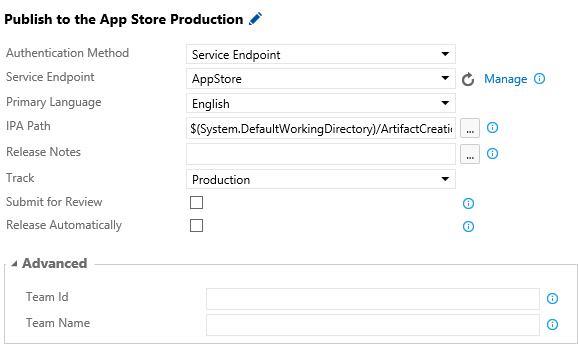 Publish to the App Store Production
Authentication Method Service Endpoint
Service Endpoint AppStore Manage
Primary Language English
IPA Path $(System.DefaultWorkingDirectory)/ArtifactCreati ...
Release Notes ...
Track Production
Submit for Review
Release Automatically
Advanced
Team Id
Team Name